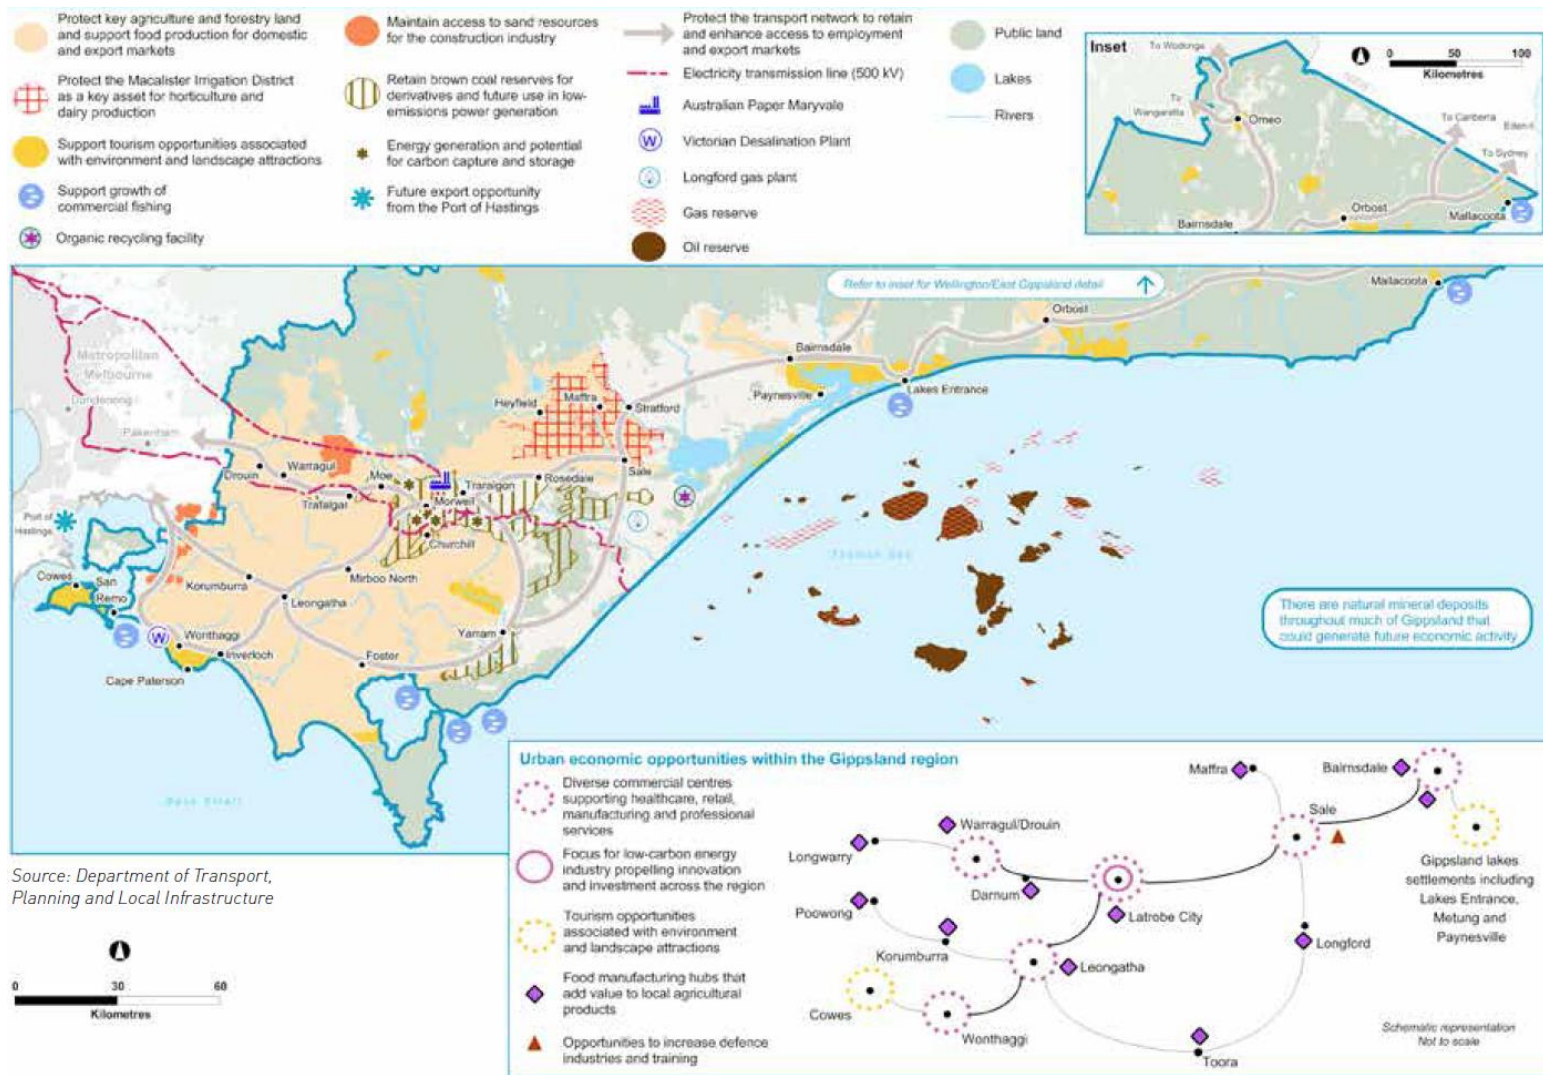 Protect key agriculture and forestry land
and support food production for domestic
and export markets
Protect the Macalister Irrigation District
as a key asset for horticulture and
dairy production
Support tourism opportunities associated
with environment and landscape attractions
Support growth of
commercial fishing
Organic recycling facility
Maintain access to sand resources
for the construction industry
Retain brown coal reserves for
derivatives and future use in low-
emissions power generation
Energy generation and potential
for carbon capture and storage
Future export opportunity
from the Port of Hastings
Protect the transport network to retain
and enhance access to employment
and export markets
Electricity transmission line (500 kV)
Australian Paper Maryvale
W
Victorian Desalination Plant
Longford gas plant
Gas reserve
Oil reserve
Public land
Lakes
Rivers
Inset
To Wodonga
0 50 100
Kilometres
To
Wangaratta
Omeo
To Canberra
To Sydney
Orbost
Mallacoota
Bairnsdale
Refer to inset for Wellington/East Gippsland detail
Mallacoota
Orbost
Bairnsdale
Lakes Entrance
Paynesville
Metropolitan
Melbourne
Dandenong
Pakenham
Heyfield
Maffra
Stratford
Sale
Drouin
Warragul
Moe
Trafalgar
Traralgon
Rosedale
Morwell
Churchill
Port of
Hastings
Cowes
San
Remo
Korumburra
Mirboo North
Leongatha
W
Wonthaggi
Inverloch
Cape Paterson
Yarram
Foster
Bass Strait
Tasman Sea
There are natural mineral deposits
throughout much of Gippsland that
could generate future economic activity
Source: Department of Transport,
Planning and Local Infrastructure
0 30 60
Kilometres
Urban economic opportunities within the Gippsland region
Diverse commercial centres
supporting healthcare, retail,
manufacturing and professional
services
Focus for low-carbon energy
industry propelling innovation
and investment across the region
Tourism opportunities
associated with environment
and landscape attractions
Food manufacturing hubs that
add value to local agricultural
products
Opportunities to increase defence
industries and training
Maffra
Bairnsdale
Sale
Warragul/Drouin
Longwarry
Darnum
Latrobe City
Poowong
Korumburra
Leongatha
Longford
Cowes
Wonthaggi
Toora
Gippsland lakes
settlements including
Lakes Entrance,
Metung and
Paynesville
Schematic representation
Not to scale